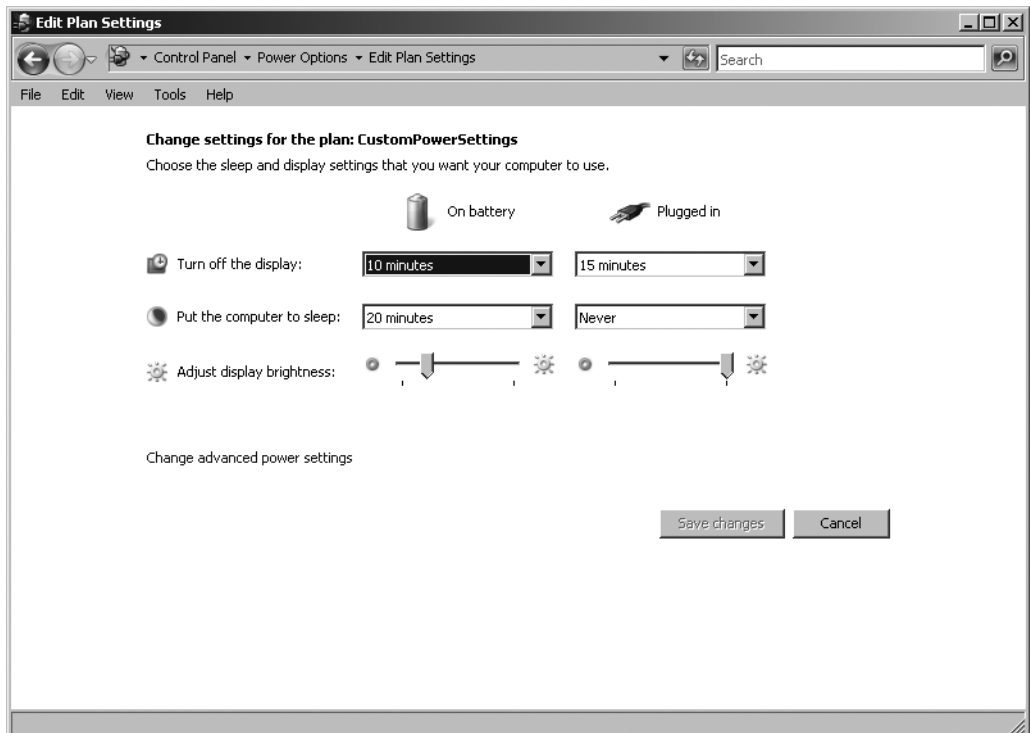 Edit Plan Settings
Control Panel Power Options Edit Plan Settings
Search
File Edit View Tools Help
Change settings for the plan: CustomPowerSettings
Choose the sleep and display settings that you want your computer to use.
On battery Plugged in
Turn off the display: 10 minutes 15 minutes
Put the computer to sleep: 20 minutes Never
Adjust display brightness:
Change advanced power settings
Save changes Cancel